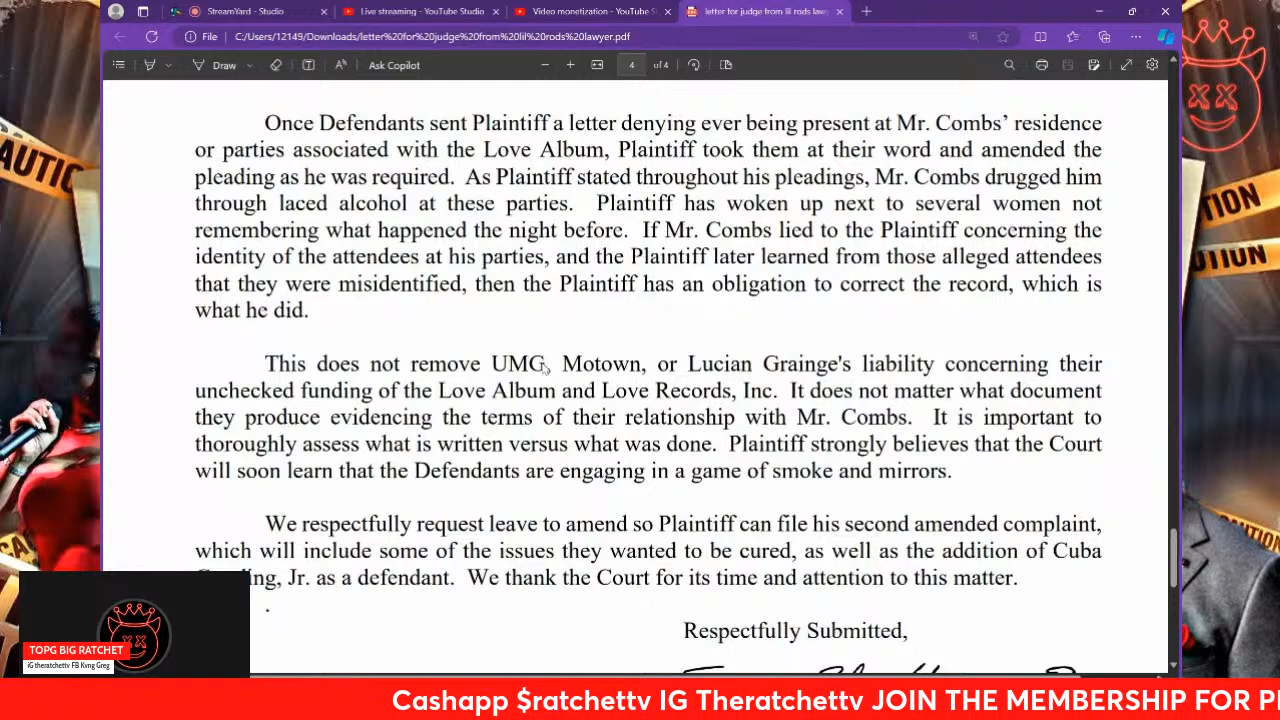 StreamYard - Studio
Live streaming - YouTube Studio
Video monetization - YouTube S
letter for judge from lil rods lawy
File
C:/Users/12149/Downloads/letter%20for%20judge%20from%20lil%20rods%20lawyer.pdf
Draw
Ask Copilot
4 of 4
Once Defendants sent Plaintiff a letter denying ever being present at Mr. Combs' residence
or parties associated with the Love Album, Plaintiff took them at their word and amended the
pleading as he was required. As Plaintiff stated throughout his pleadings, Mr. Combs drugged him
through laced alcohol at these parties. Plaintiff has woken up next to several women not
remembering what happened the night before. If Mr. Combs lied to the Plaintiff concerning the
identity of the attendees at his parties, and the Plaintiff later learned from those alleged attendees
that they were misidentified, then the Plaintiff has an obligation to correct the record, which is
what he did.
This does not remove UMG, Motown, or Lucian Grainge's liability concerning their
unchecked funding of the Love Album and Love Records, Inc. It does not matter what document
they produce evidencing the terms of their relationship with Mr. Combs. It is important to
thoroughly assess what is written versus what was done. Plaintiff strongly believes that the Court
will soon learn that the Defendants are engaging in a game of smoke and mirrors.
We respectfully request leave to amend so Plaintiff can file his second amended complaint,
which will include some of the issues they wanted to be cured, as well as the addition of Cuba
ing, Jr. as a defendant. We thank the Court for its time and attention to this matter.
.
Respectfully Submitted,
AUTION
TION
UTION
TOPG BIG RATCHET
iG theratchettv FB Kvng Greg
Cashapp $ratchettv IG Theratchettv JOIN THE MEMBERSHIP FOR P